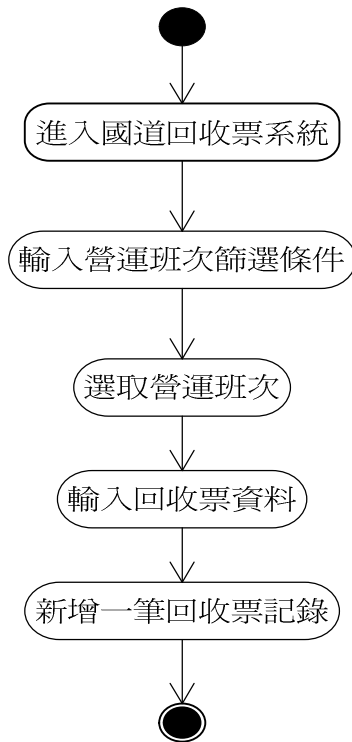 進入國道回收票系統
輸入營運班次篩選條件
選取營運班次
輸入回收票資料
新增一筆回收票記錄